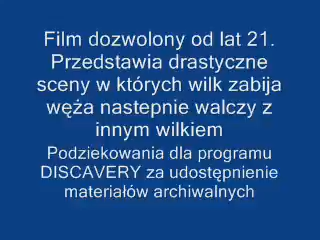 Film dozwolony od lat 21.
Przedstawia drastyczne
sceny w których wilk zabija
węża nastepnie walczy z
innym wilkiem
Podziekowania dla programu
DISCAVERY za udostępnienie
materiałów archiwalnych